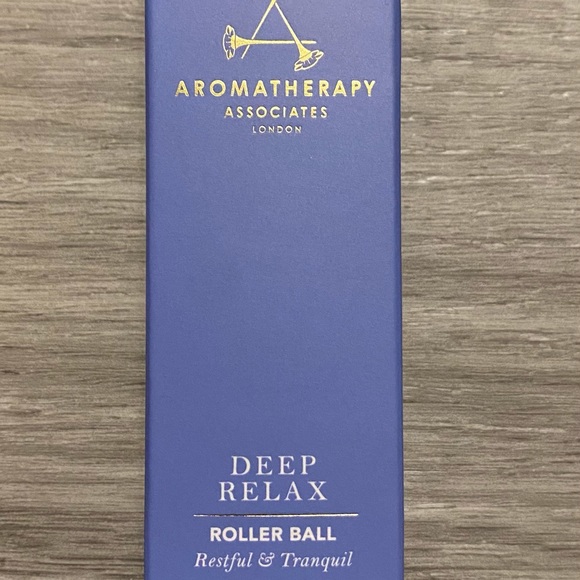 AROMATHERAPY
ASSOCIATES
LONDON
DEEP
RELAX
ROLLER BALL
Restful & Tranquil